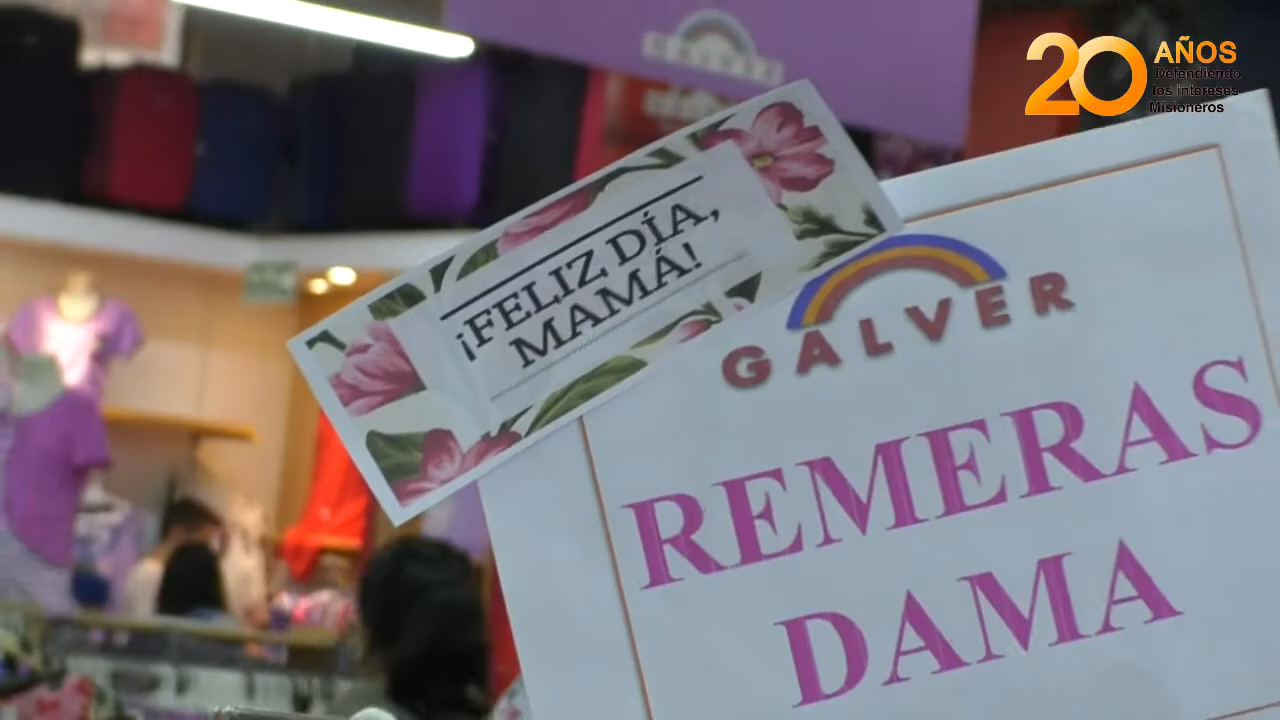 20 AÑOS
Defendiendo
los intereses
Misioneros
¡FELIZ DÍA,
MAMÁ!
GALVER
REMERAS
DAMA